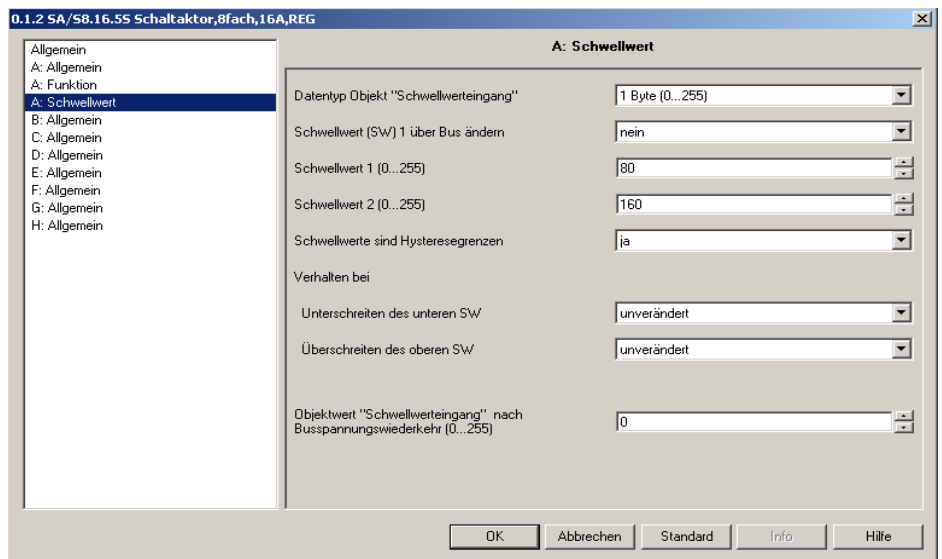 0.1.2 SA/S8.16.5S Schaltaktor,8fach,16A,REG
Allgemein
A: Allgemein
A: Funktion
A: Schwellwert
B: Allgemein
C: Allgemein
D: Allgemein
E: Allgemein
F: Allgemein
G: Allgemein
H: Allgemein
A: Schwellwert
Datentyp Objekt "Schwellwerteingang" 1 Byte (0...255)
Schwellwert (SW) 1 über Bus ändern nein
Schwellwert 1 (0...255) 80
Schwellwert 2 (0...255) 160
Schwellwerte sind Hysteresegrenzen ja
Verhalten bei
Unterschreiten des unteren SW unverändert
Überschreiten des oberen SW unverändert
Objektwert "Schwellwerteingang" nach
Busspannungswiederkehr (0...255) 0
OK Abbrechen Standard Info Hilfe